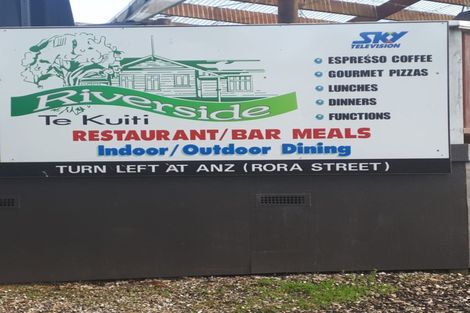 SKY
TELEVISION
ESPRESSO COFFEE
GOURMET PIZZAS
LUNCHES
DINNERS
FUNCTIONS
Riverside
Te Kuiti
RESTAURANT/BAR MEALS
Indoor/Outdoor Dining
TURN LEFT AT ANZ (RORA STREET)